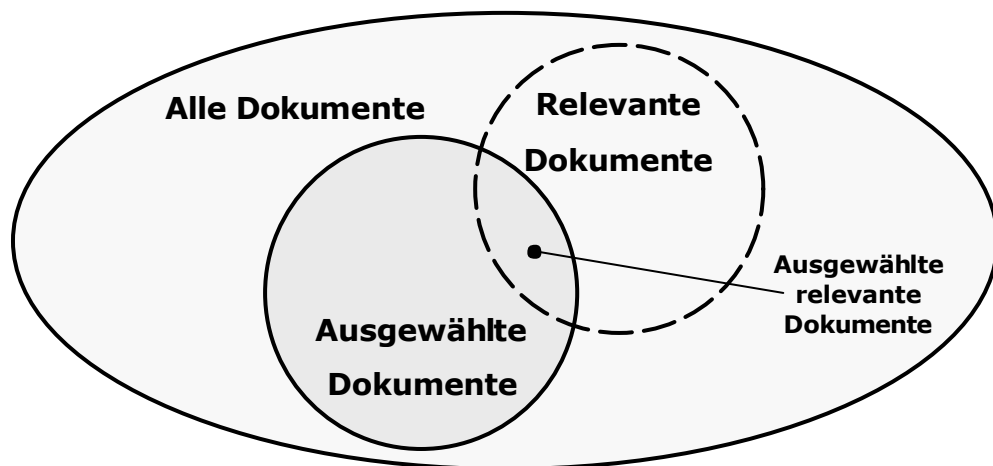 Alle Dokumente
Relevante
Dokumente
Ausgewählte
relevante
Dokumente
Ausgewählte
Dokumente